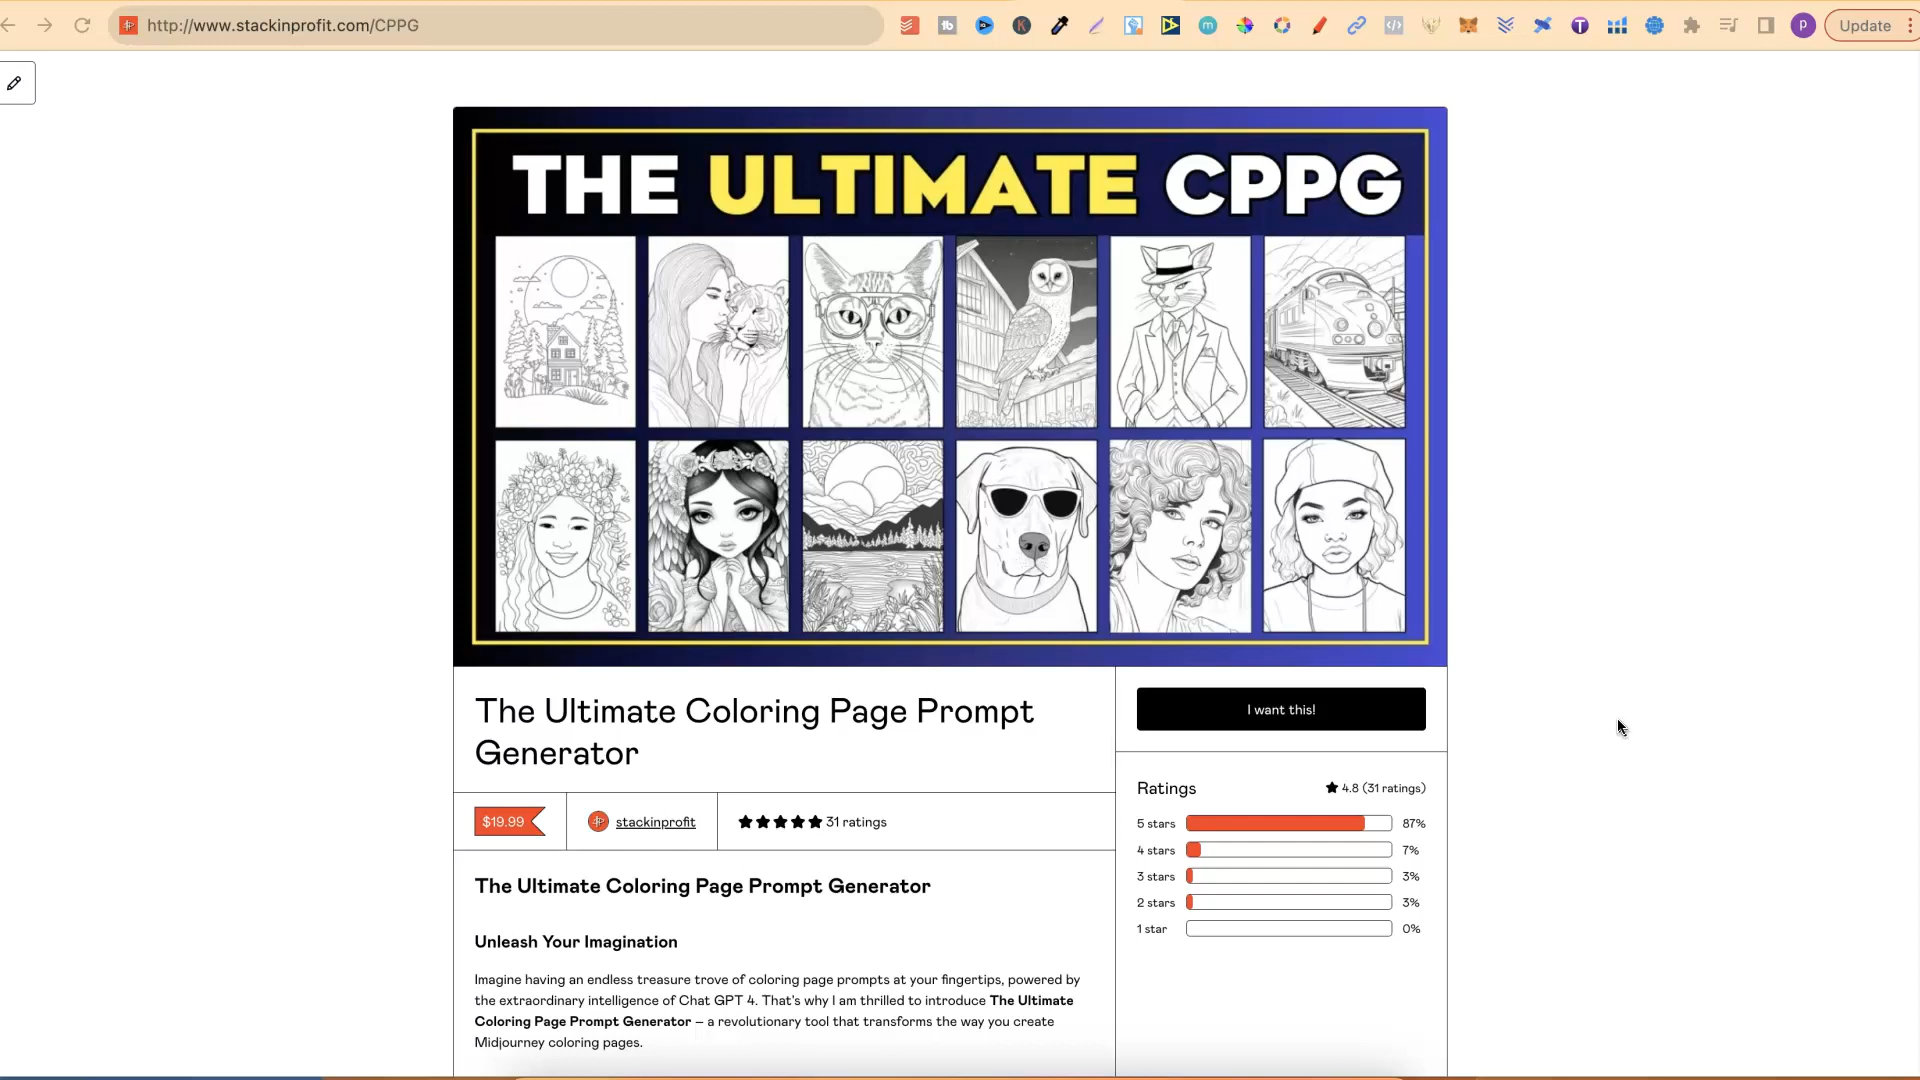 http://www.stackinprofit.com/CPPG
Update
THE ULTIMATE CPPG
The Ultimate Coloring Page Prompt
Generator
I want this!
$19.99
stackinprofit
31 ratings
Ratings
4.8 (31 ratings)
5 stars 87%
4 stars 7%
3 stars 3%
2 stars 3%
1 star 0%
The Ultimate Coloring Page Prompt Generator
Unleash Your Imagination
Imagine having an endless treasure trove of coloring page prompts at your fingertips, powered by
the extraordinary intelligence of Chat GPT 4. That's why I am thrilled to introduce The Ultimate
Coloring Page Prompt Generator – a revolutionary tool that transforms the way you create
Midjourney coloring pages.